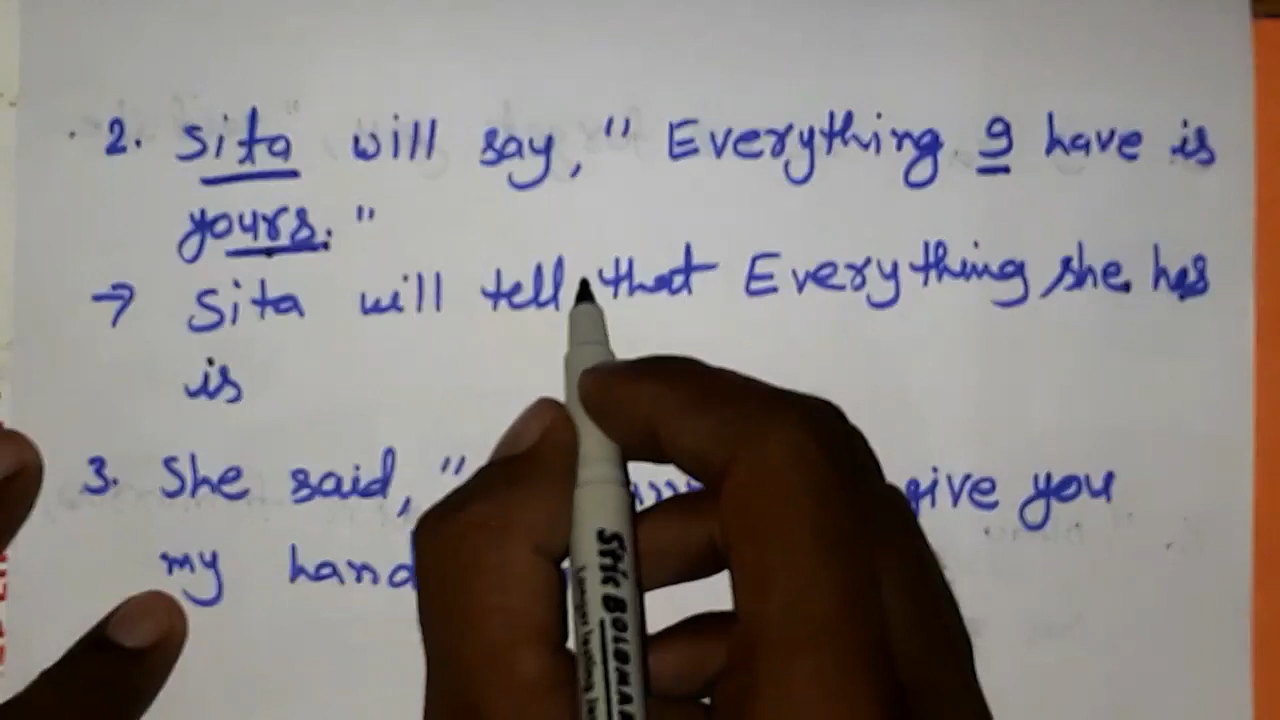 2. Sita will say, " Everything I have is
yours."
→ Sita will tell that Everything she has
is
3. She said, " give you
my hand
Stic BOLDMA